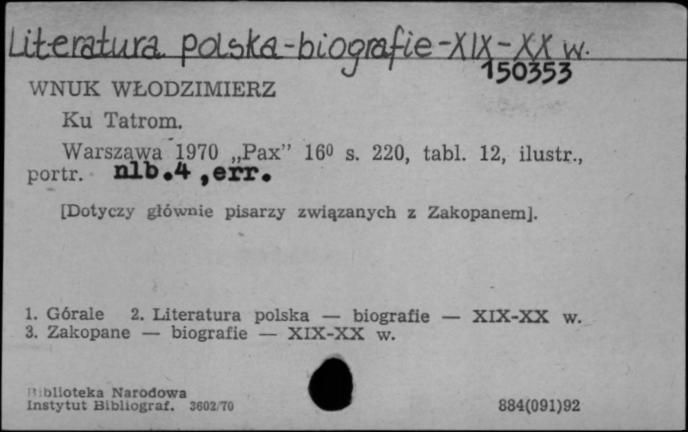 Literatura polska-biografie-XIX-XX w.
150353
WNUK WŁODZIMIERZ
Ku Tatrom.
Warszawa 1970 „Pax” 16⁰ s. 220, tabl. 12, ilustr.,
portr. nlb.4 ,err.
[Dotyczy głównie pisarzy związanych z Zakopanem].
1. Górale 2. Literatura polska — biografie — XIX-XX w.
3. Zakopane — biografie — XIX-XX w.
Biblioteka Narodowa
Instytut Bibliograf. 3602/70
884(091)92